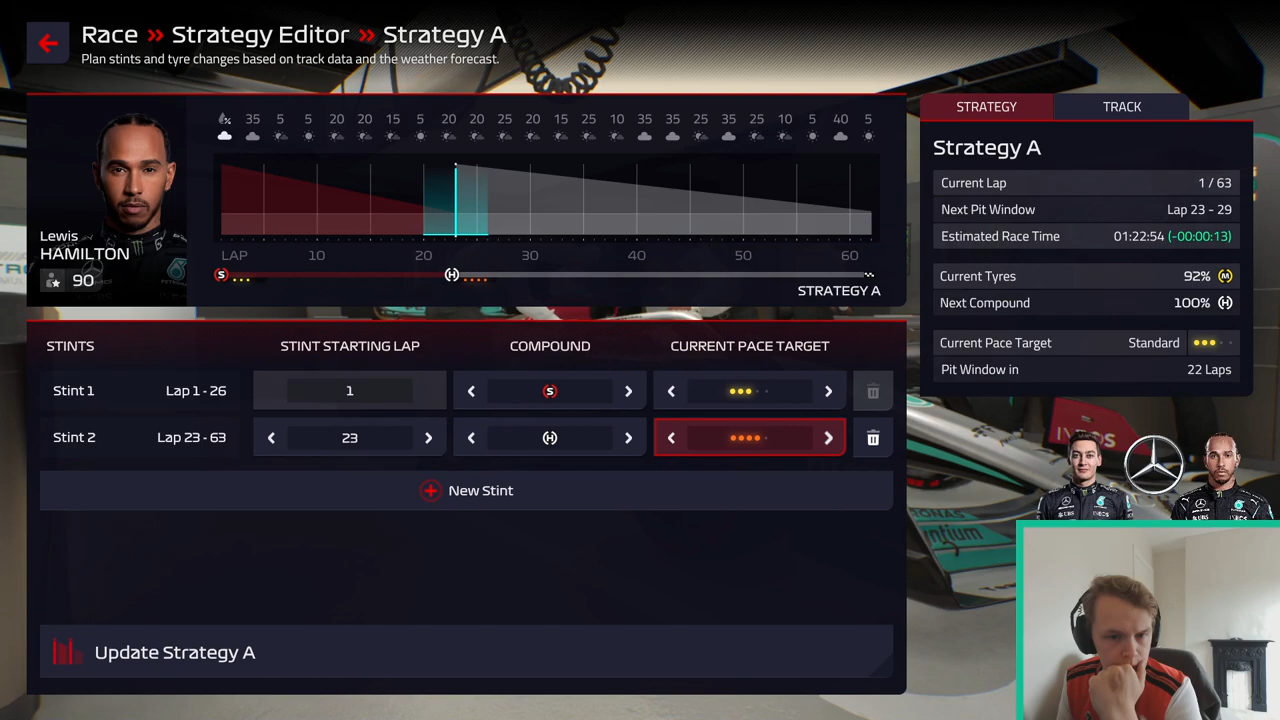 Race » Strategy Editor » Strategy A
Plan stints and tyre changes based on track data and the weather forecast.
Lewis
HAMILTON
90
% 35 5 5 20 20 15 5 20 20 15 25 10 35 35 25 35 25 10 5 40 5
LAP 10 20 30 40 50 60
S H
STRATEGY A
STINTS STINT STARTING LAP COMPOUND CURRENT PACE TARGET
Stint 1 Lap 1 - 26 1 S
Stint 2 Lap 23 - 63 23 H
New Stint
Update Strategy A
STRATEGY TRACK
Strategy A
Current Lap 1 / 63
Next Pit Window Lap 23 - 29
Estimated Race Time 01:22:54 (-00:00:13)
Current Tyres 92% M
Next Compound 100% H
Current Pace Target Standard
Pit Window in 22 Laps
INEOS